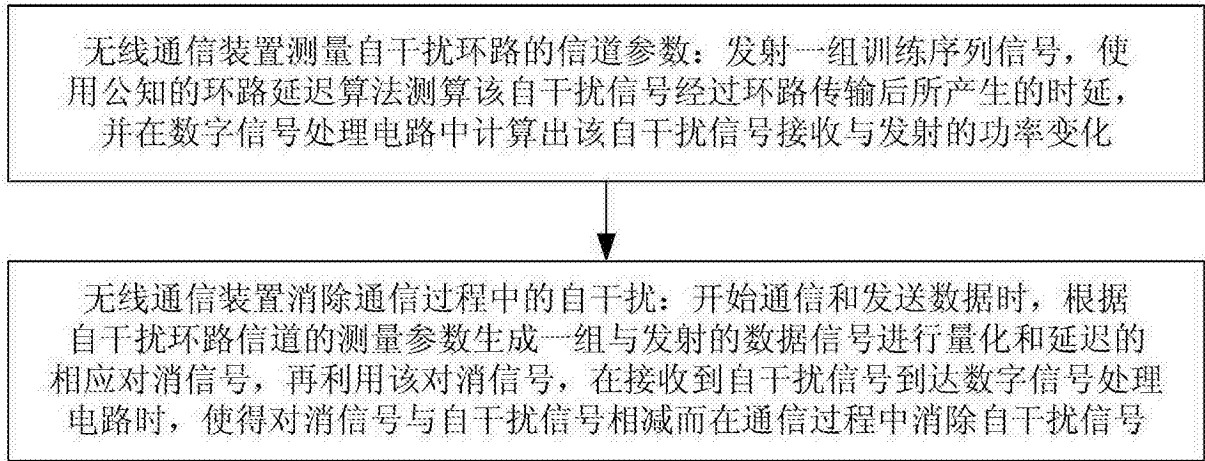 无线通信装置测量自干扰环路的信道参数：发射一组训练序列信号，使
用公知的环路延迟算法测算该自干扰信号经过环路传输后所产生的时延，
并在数字信号处理电路中计算出该自干扰信号接收与发射的功率变化
无线通信装置消除通信过程中的自干扰：开始通信和发送数据时，根据
自干扰环路信道的测量参数生成一组与发射的数据信号进行量化和延迟的
相应对消信号，再利用该对消信号，在接收到自干扰信号到达数字信号处理
电路时，使得对消信号与自干扰信号相减而在通信过程中消除自干扰信号